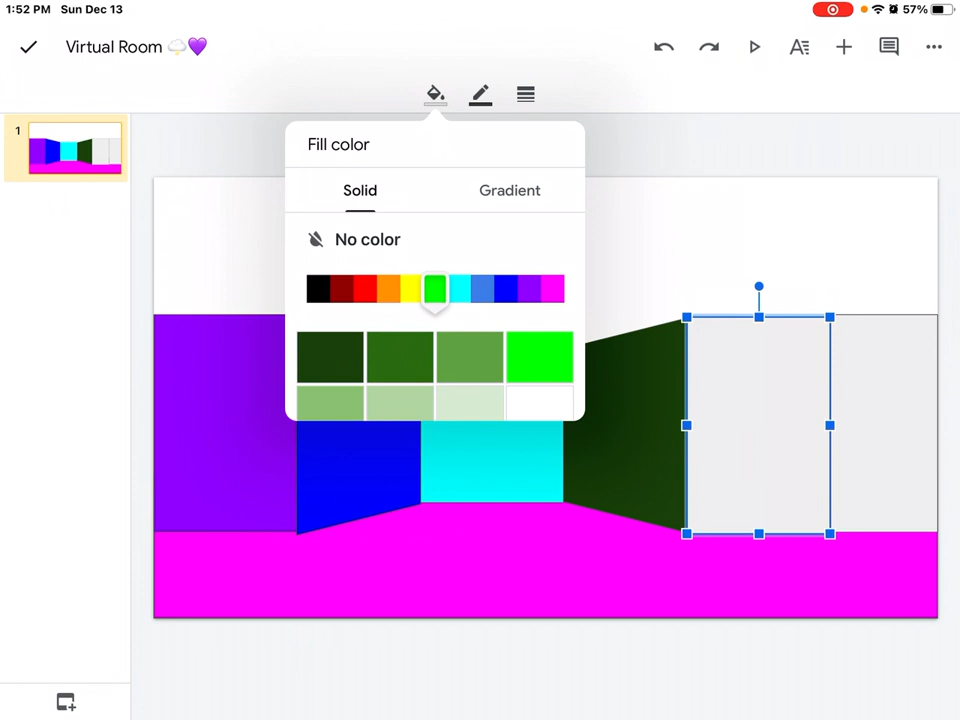 1:52 PM Sun Dec 13
57%
Virtual Room 🌩️💜
1
Fill color
Solid
Gradient
No color